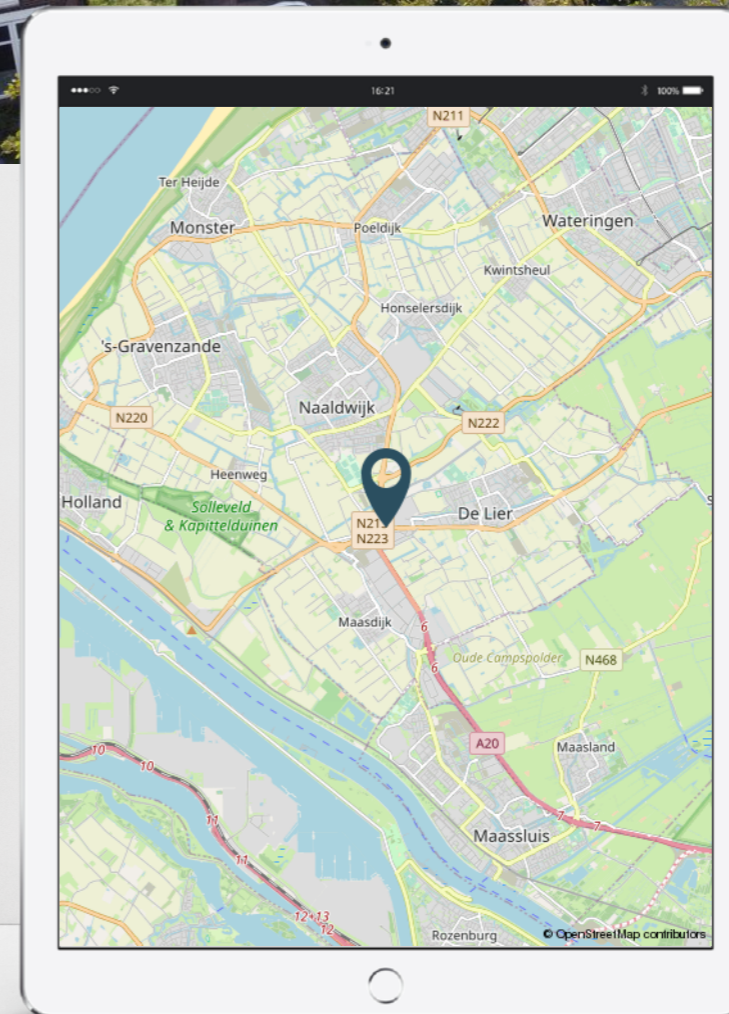 16:21
100%
N211
Ter Heijde
Monster
Poeldijk
Wateringen
Kwintsheul
Honselersdijk
's-Gravenzande
Naaldwijk
N220
N222
Heenweg
Holland
Solleveld
& Kapittelduinen
De Lier
N213
N223
Maasdijk
6
6
Oude Campspolder
N468
A20
Maasland
10
10
7
7
11
Maassluis
11
12+13
12
Rozenburg
© OpenStreetMap contributors